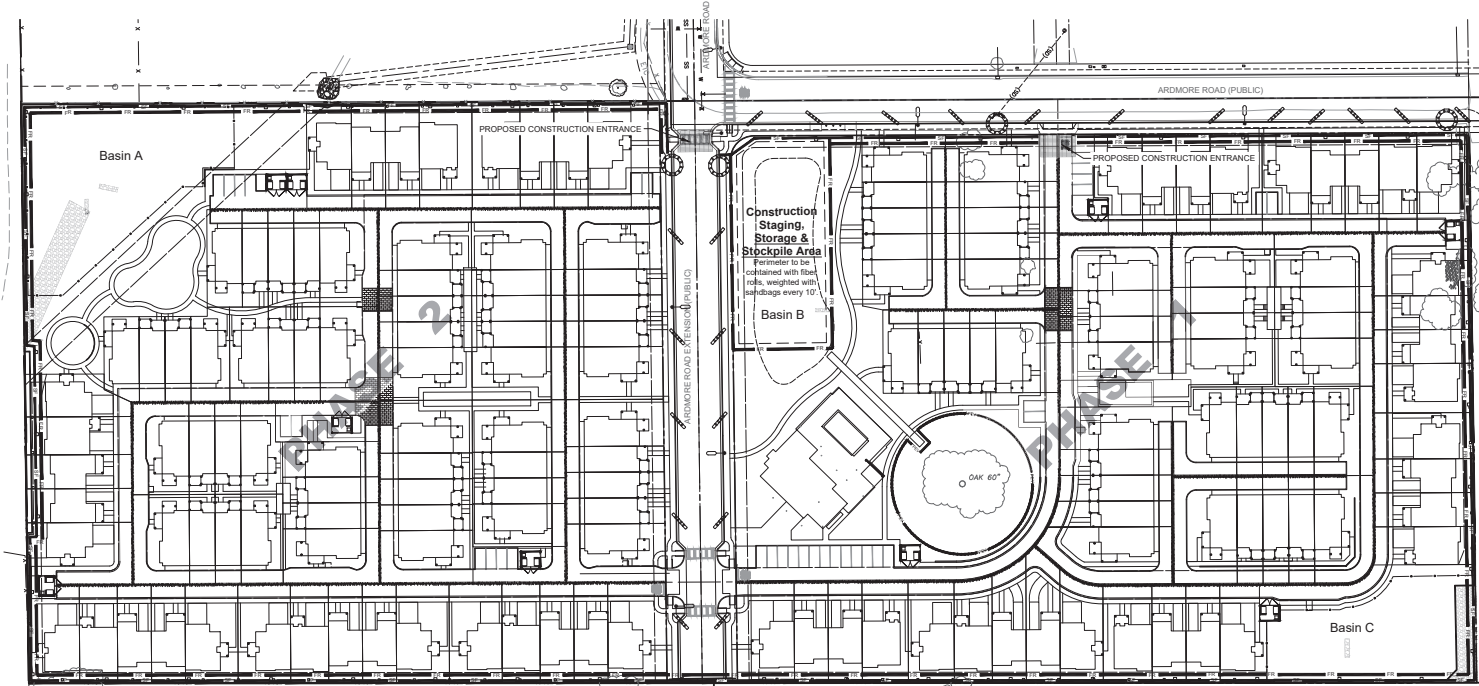 ARDMORE ROAD
ARDMORE ROAD (PUBLIC)
PROPOSED CONSTRUCTION ENTRANCE
Basin A
PROPOSED CONSTRUCTION ENTRANCE
Construction
Staging,
Storage &
Stockpile Area
Perimeter to be
contained with fiber
rolls, weighted with
sandbags every 10'.
Basin B
ARDMORE ROAD EXTENSION (PUBLIC)
PHASE 2
PHASE 1
OAK 60"
Basin C